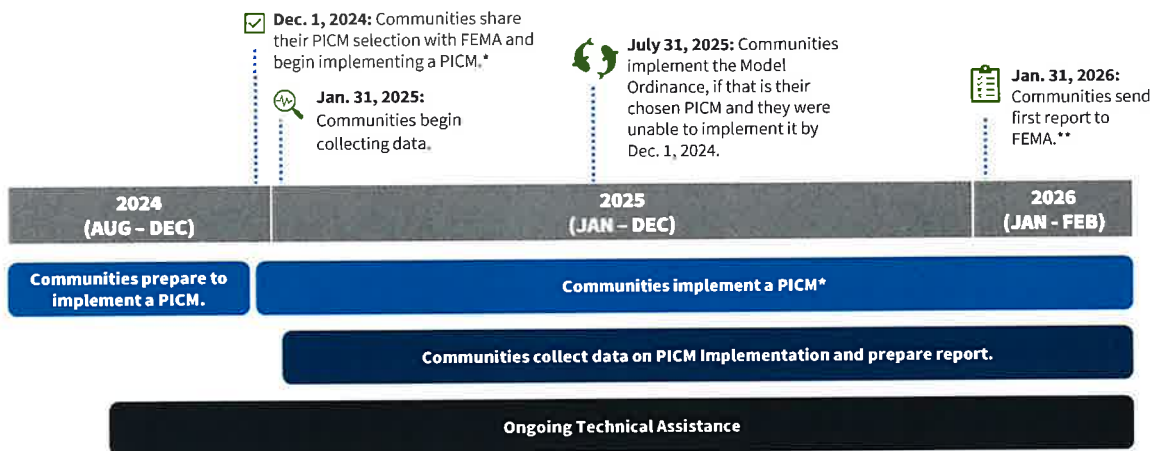 Dec. 1, 2024: Communities share
their PICM selection with FEMA and
begin implementing a PICM.*
Jan. 31, 2025:
Communities begin
collecting data.
July 31, 2025: Communities
implement the Model
Ordinance, if that is their
chosen PICM and they were
unable to implement it by
Dec. 1, 2024.
Jan. 31, 2026:
Communities send
first report to
FEMA.**
2024
(AUG – DEC)
2025
(JAN – DEC)
2026
(JAN - FEB)
Communities prepare to
implement a PICM.
Communities implement a PICM*
Communities collect data on PICM Implementation and prepare report.
Ongoing Technical Assistance